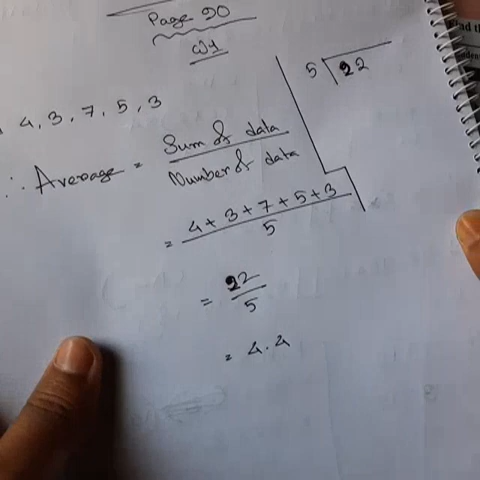 Page 90
W1
4, 3, 7, 5, 3
∴ Average = Sum of data / Number of data
= 4 + 3 + 7 + 5 + 3 / 5
= 22 / 5
= 4.4
5 22